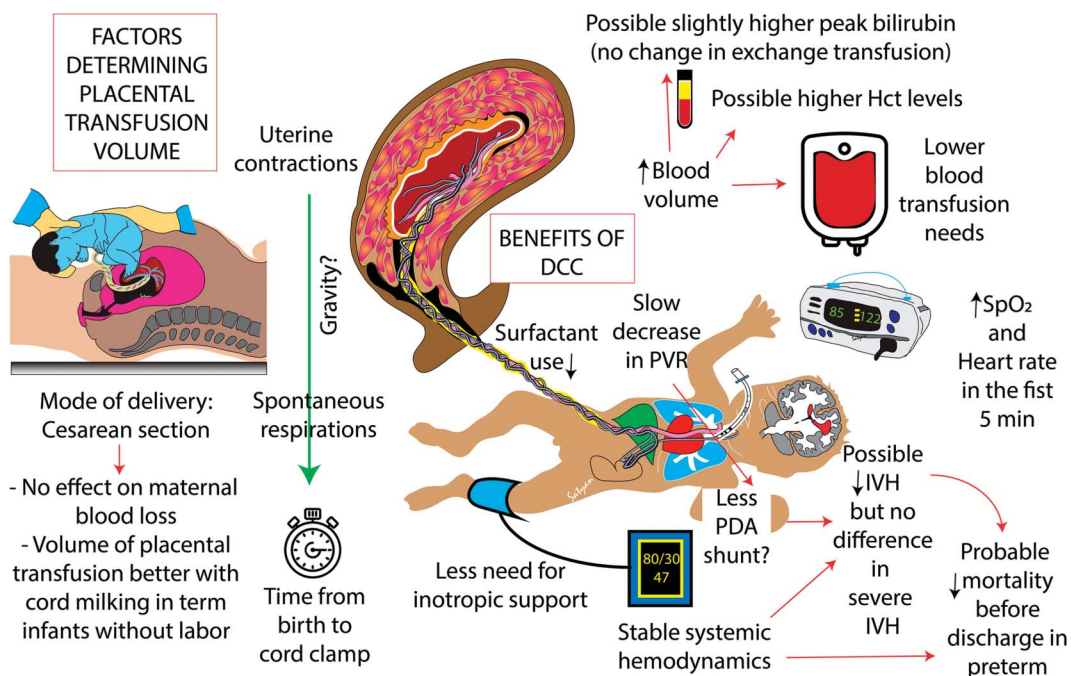 FACTORS
DETERMINING
PLACENTAL
TRANSFUSION
VOLUME
Uterine
contractions
Gravity?
Spontaneous
respirations
Time from
birth to
cord clamp
Mode of delivery:
Cesarean section
- No effect on maternal
blood loss
- Volume of placental
transfusion better with
cord milking in term
infants without labor
BENEFITS OF
DCC
Possible slightly higher peak bilirubin
(no change in exchange transfusion)
Possible higher Hct levels
↑Blood
volume
Lower
blood
transfusion
needs
85 122
↑SpO₂
and
Heart rate
in the fist
5 min
Surfactant
use↓
Slow
decrease
in PVR
Satyan
Less
PDA
shunt?
Less need for
inotropic support
80/30
47
Stable systemic
hemodynamics
Possible
↓IVH
but no
difference
in
severe
IVH
Probable
↓mortality
before
discharge in
preterm